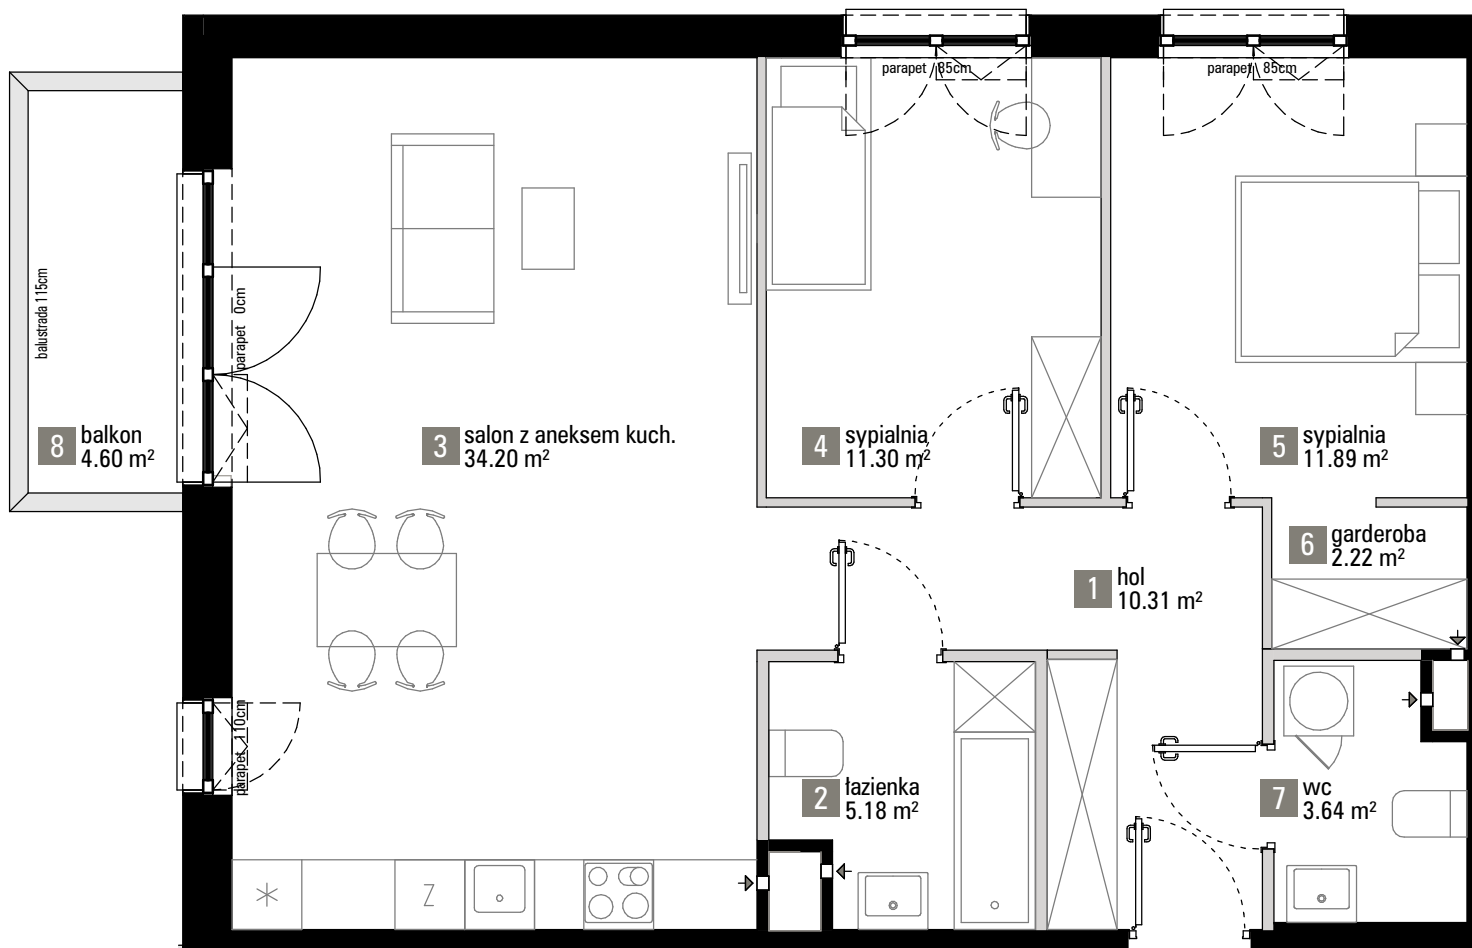 parapet / 85cm
parapet / 85cm
balustrada 115cm
parapet 0cm
8
balkon
4.60 m²
3
salon z aneksem kuch.
34.20 m²
4
sypialnia
11.30 m²
5
sypialnia
11.89 m²
6
garderoba
2.22 m²
1
hol
10.31 m²
parapet 110cm
2
łazienka
5.18 m²
7
wc
3.64 m²
Z